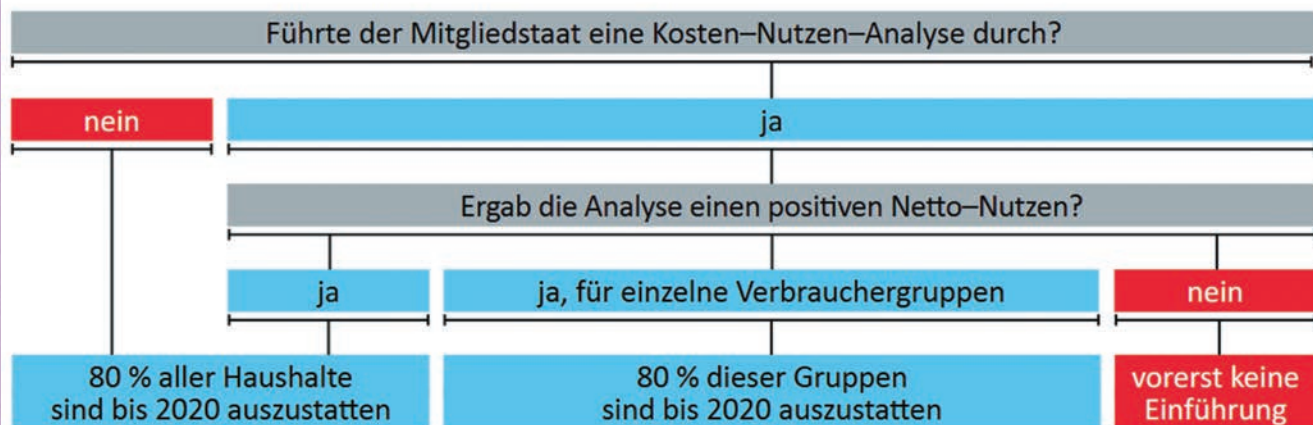 Führte der Mitgliedstaat eine Kosten–Nutzen–Analyse durch?
nein
ja
Ergab die Analyse einen positiven Netto–Nutzen?
ja
ja, für einzelne Verbrauchergruppen
nein
80 % aller Haushalte
sind bis 2020 auszustatten
80 % dieser Gruppen
sind bis 2020 auszustatten
vorerst keine
Einführung